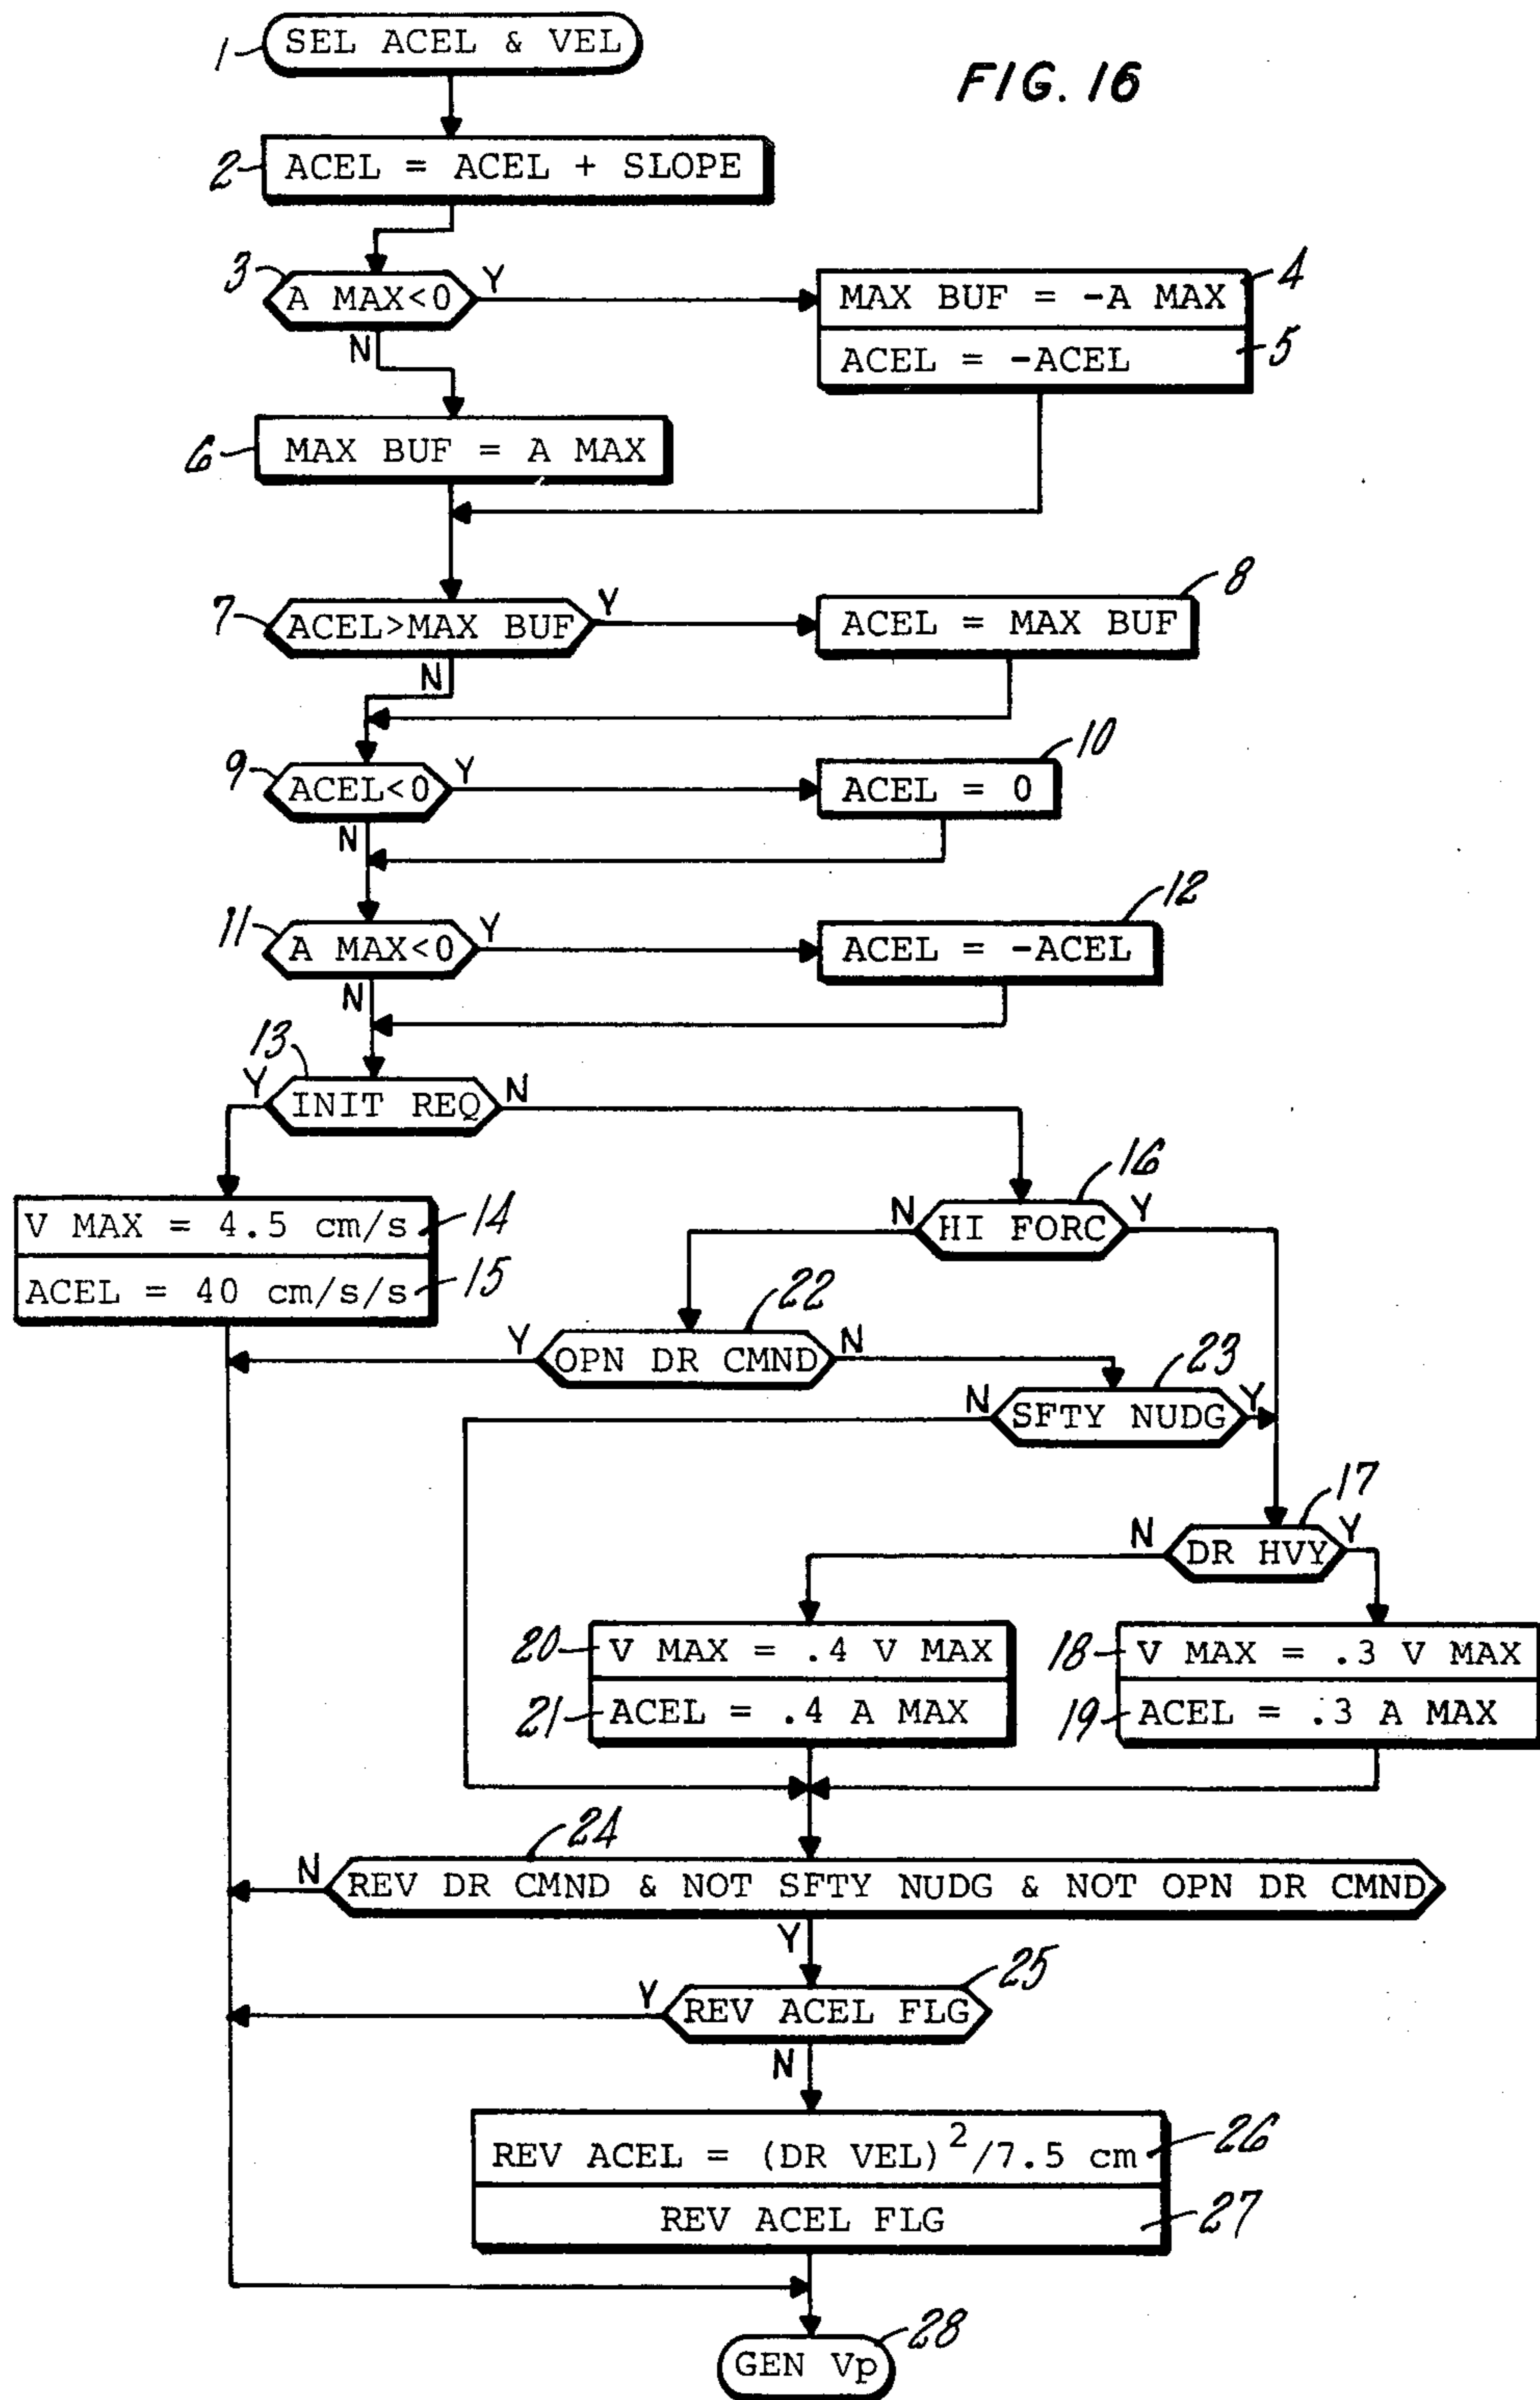 FIG. 16
1 SEL ACEL & VEL
2 ACEL = ACEL + SLOPE
3 A MAX<0 Y
N
MAX BUF = -A MAX 4
ACEL = -ACEL 5
6 MAX BUF = A MAX
7 ACEL>MAX BUF Y
N
8
ACEL = MAX BUF
9 ACEL<0 Y
N
10
ACEL = 0
11 A MAX<0 Y
N
12
ACEL = -ACEL
13
Y INIT REQ N
V MAX = 4.5 cm/s 14
ACEL = 40 cm/s/s 15
16
N HI FORC Y
22
Y OPN DR CMND N
23
N SFTY NUDG Y
17
N DR HVY Y
20 V MAX = .4 V MAX
21 ACEL = .4 A MAX
18 V MAX = .3 V MAX
19 ACEL = .3 A MAX
24
N REV DR CMND & NOT SFTY NUDG & NOT OPN DR CMND
Y
25
Y REV ACEL FLG
N
REV ACEL = (DR VEL)²/7.5 cm 26
REV ACEL FLG 27
28
GEN Vp